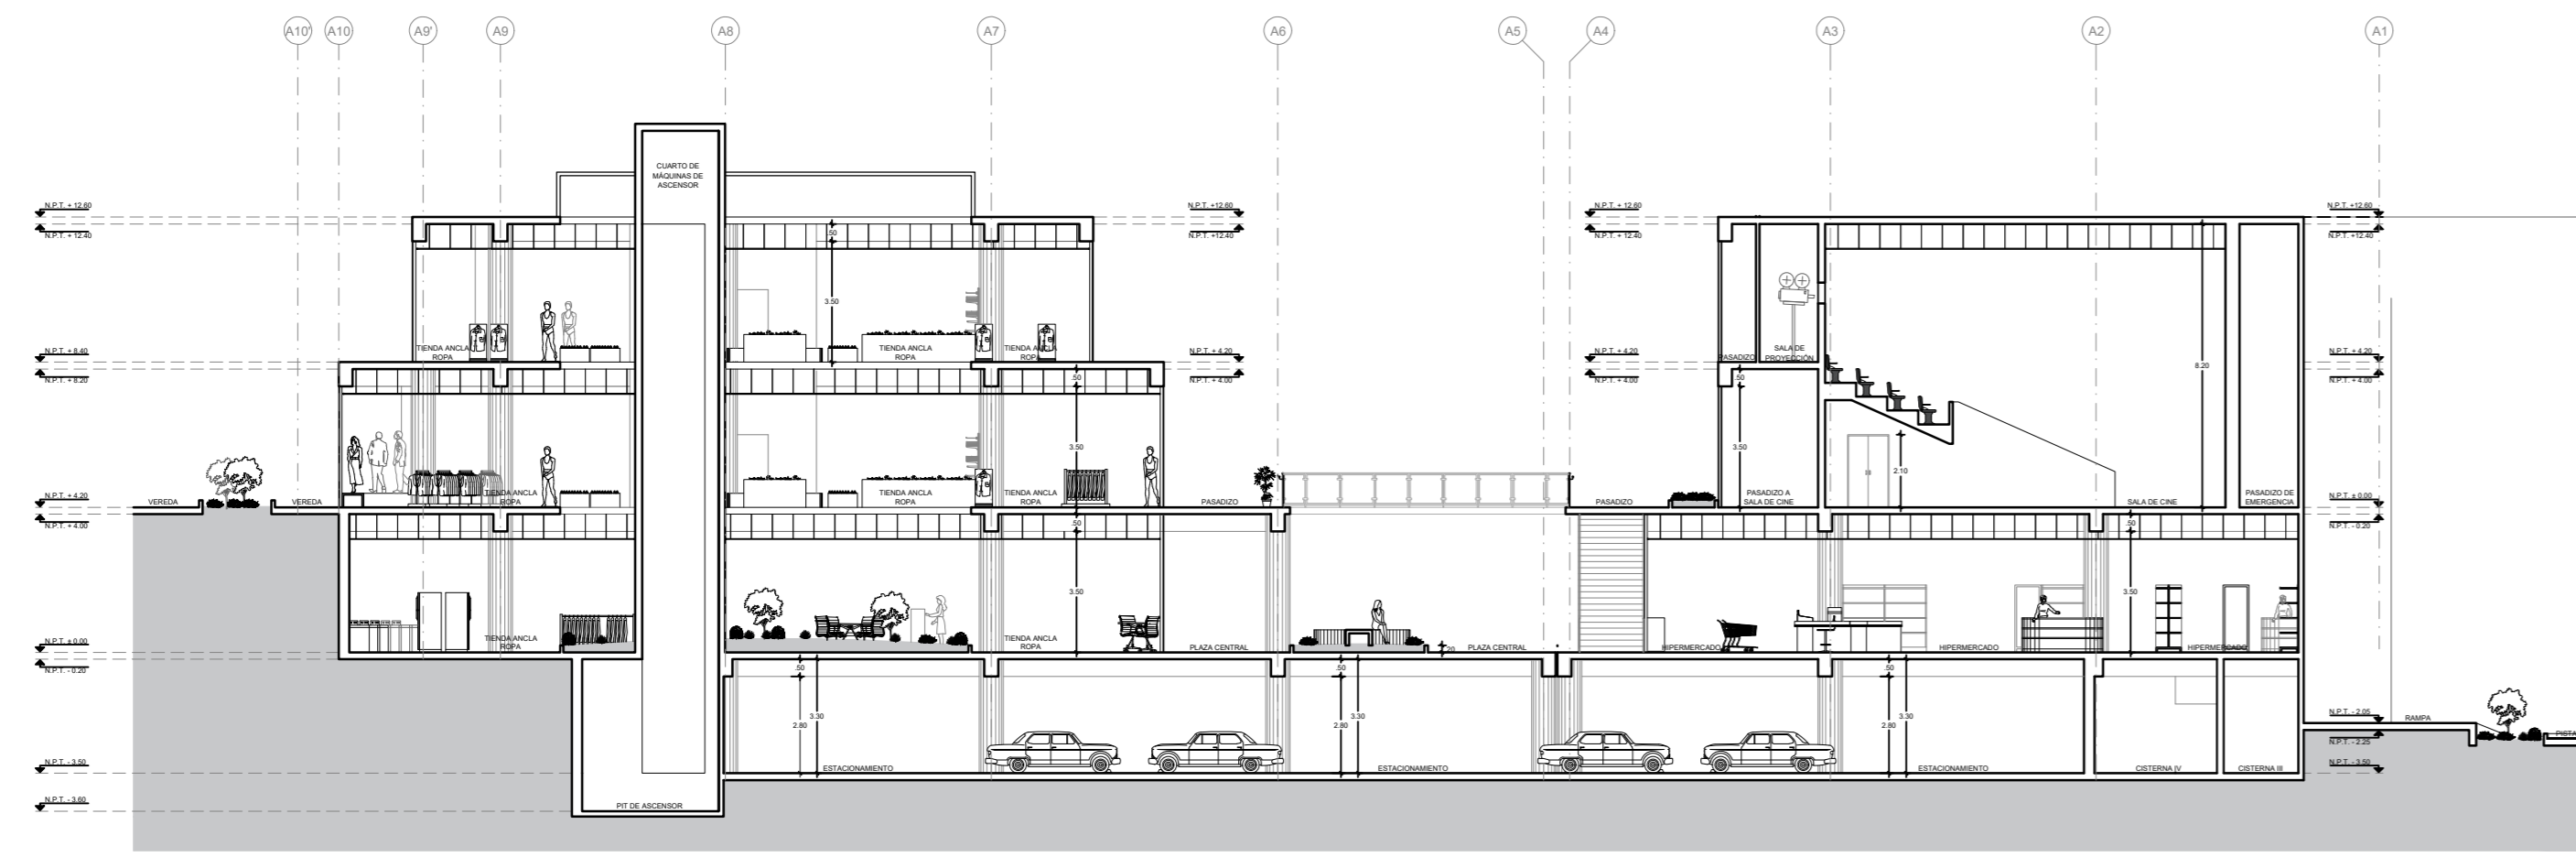 A10' A10 A9' A9 A8 A7 A6 A5 A4 A3 A2 A1
CUARTO DE
MÁQUINAS DE
ASCENSOR
N.P.T. + 12.60
N.P.T. +12.60
N.P.T. + 12.60
N.P.T. +12.60
N.P.T. + 12.40
N.P.T. +12.40
N.P.T. + 12.40
N.P.T. +12.40
.50
3.50
8.20
N.P.T. + 8.40
TIENDA ANCLA
ROPA
TIENDA ANCLA
ROPA
TIENDA ANCLA
ROPA
N.P.T. + 4.20
N.P.T. + 4.20
PASADIZO
SALA DE
PROYECCIÓN
N.P.T. + 4.20
N.P.T. + 8.20
N.P.T. + 4.00
N.P.T. + 4.00
N.P.T. + 4.00
.50
.50
3.50
3.50
2.10
N.P.T. + 4.20
VEREDA
VEREDA
TIENDA ANCLA
ROPA
TIENDA ANCLA
ROPA
TIENDA ANCLA
ROPA
PASADIZO
PASADIZO
PASADIZO A
SALA DE CINE
SALA DE CINE
PASADIZO DE
EMERGENCIA
N.P.T. ± 0.00
N.P.T. + 4.00
N.P.T. - 0.20
.50
.50
3.50
3.50
N.P.T. ± 0.00
TIENDA ANCLA
ROPA
TIENDA ANCLA
ROPA
PLAZA CENTRAL
.20
PLAZA CENTRAL
HIPERMERCADO
HIPERMERCADO
HIPERMERCADO
N.P.T. - 0.20
.50
.50
.50
3.30
3.30
3.30
2.80
2.80
2.80
N.P.T. - 2.05
RAMPA
PISTA
N.P.T. - 2.25
N.P.T. - 3.50
ESTACIONAMIENTO
ESTACIONAMIENTO
ESTACIONAMIENTO
CISTERNA IV
CISTERNA III
N.P.T. - 3.50
N.P.T. - 3.60
PIT DE ASCENSOR